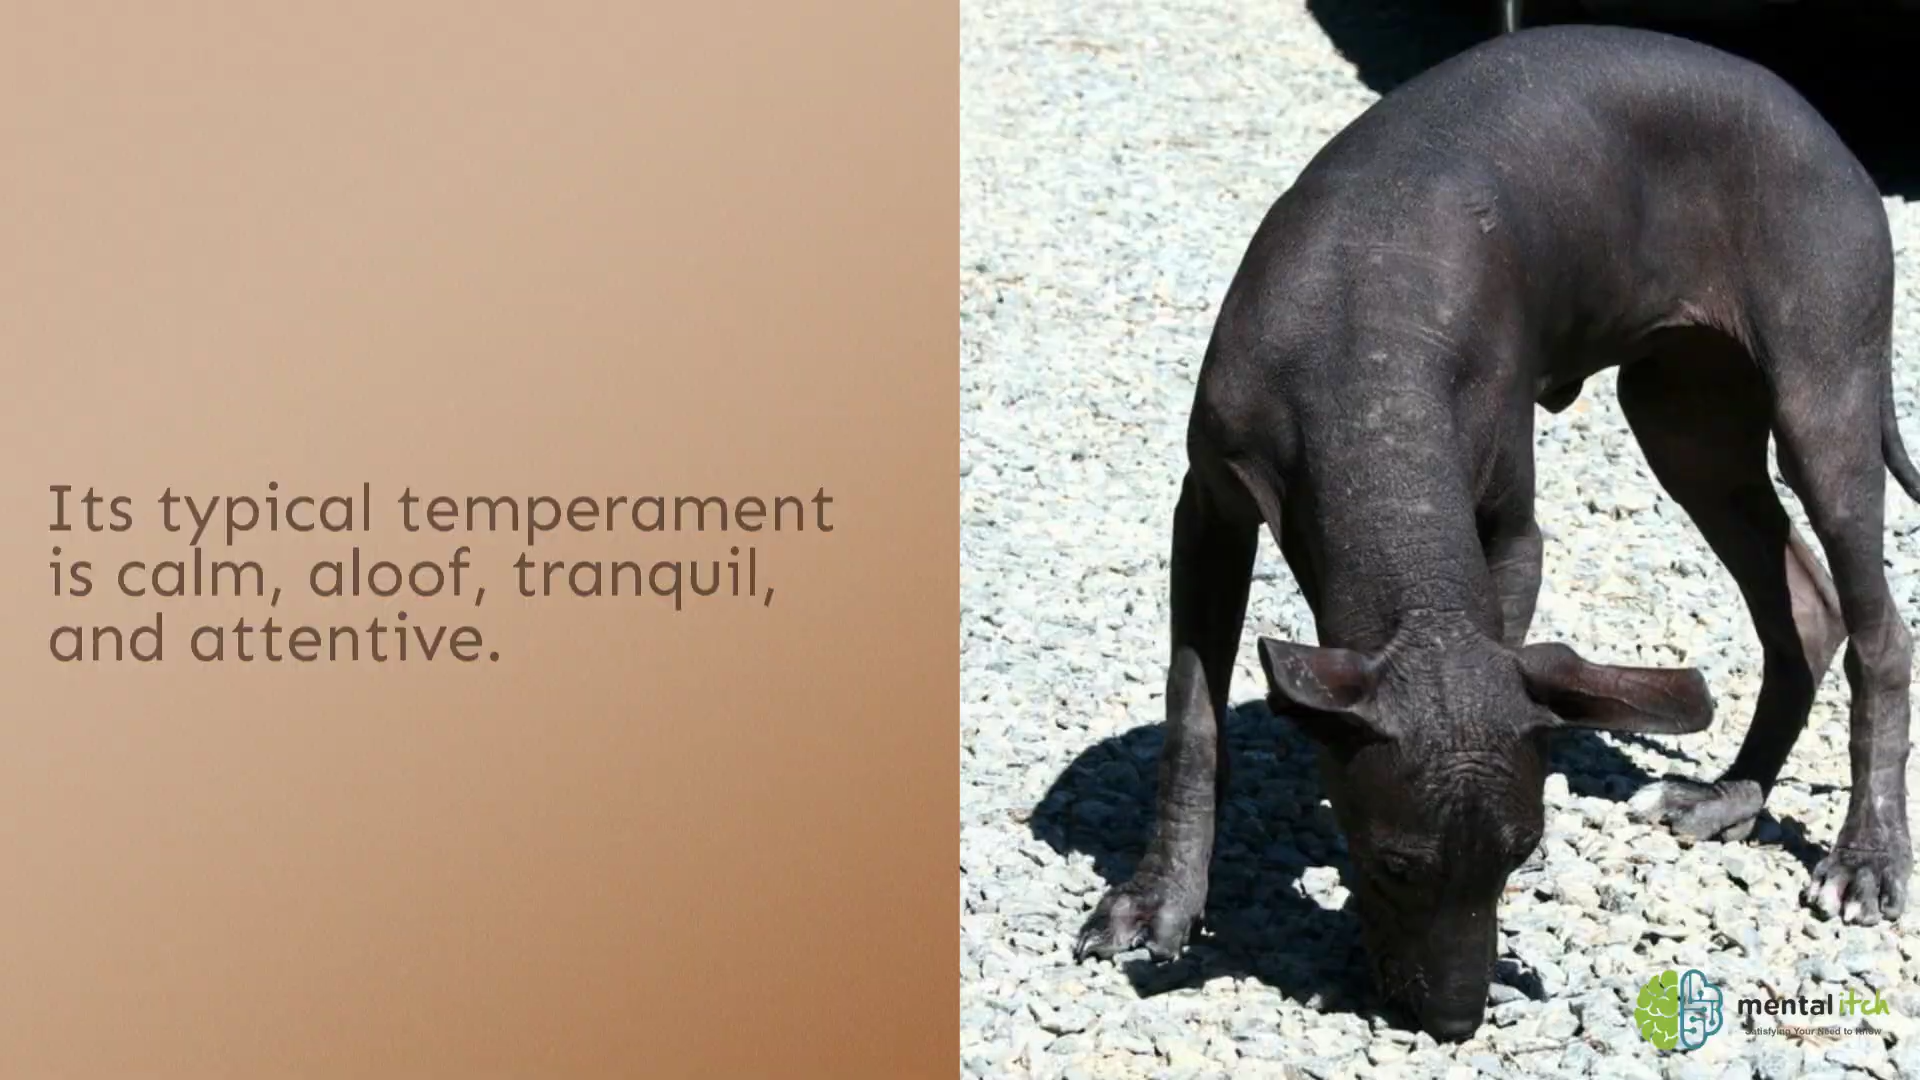 Its typical temperament
is calm, aloof, tranquil,
and attentive.
mental itch
Satisfying Your Need to Know